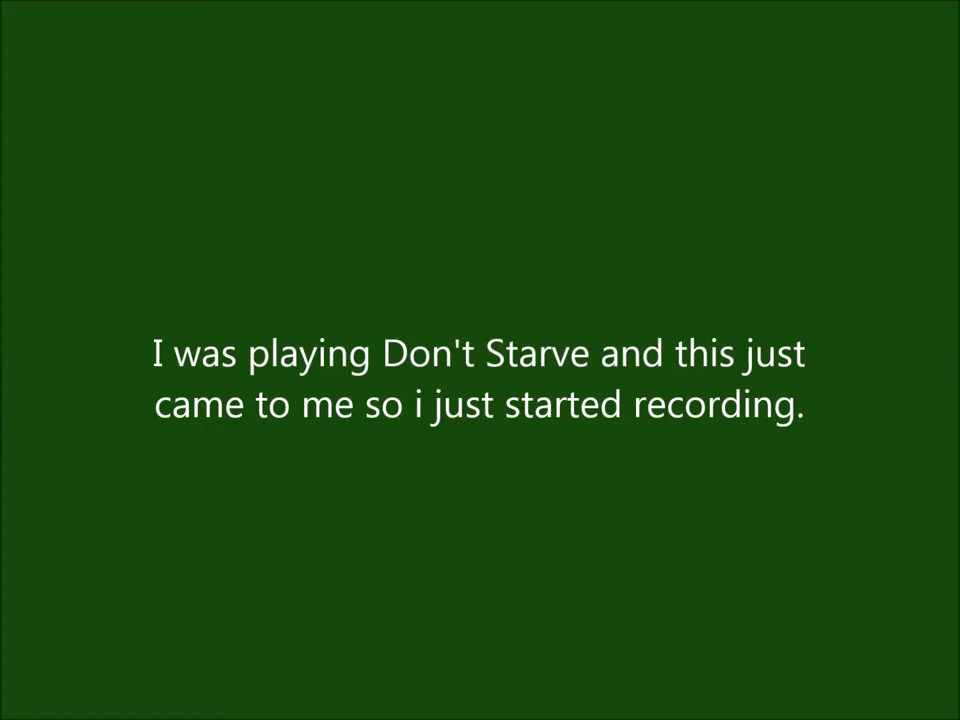 I was playing Don't Starve and this just
came to me so i just started recording.